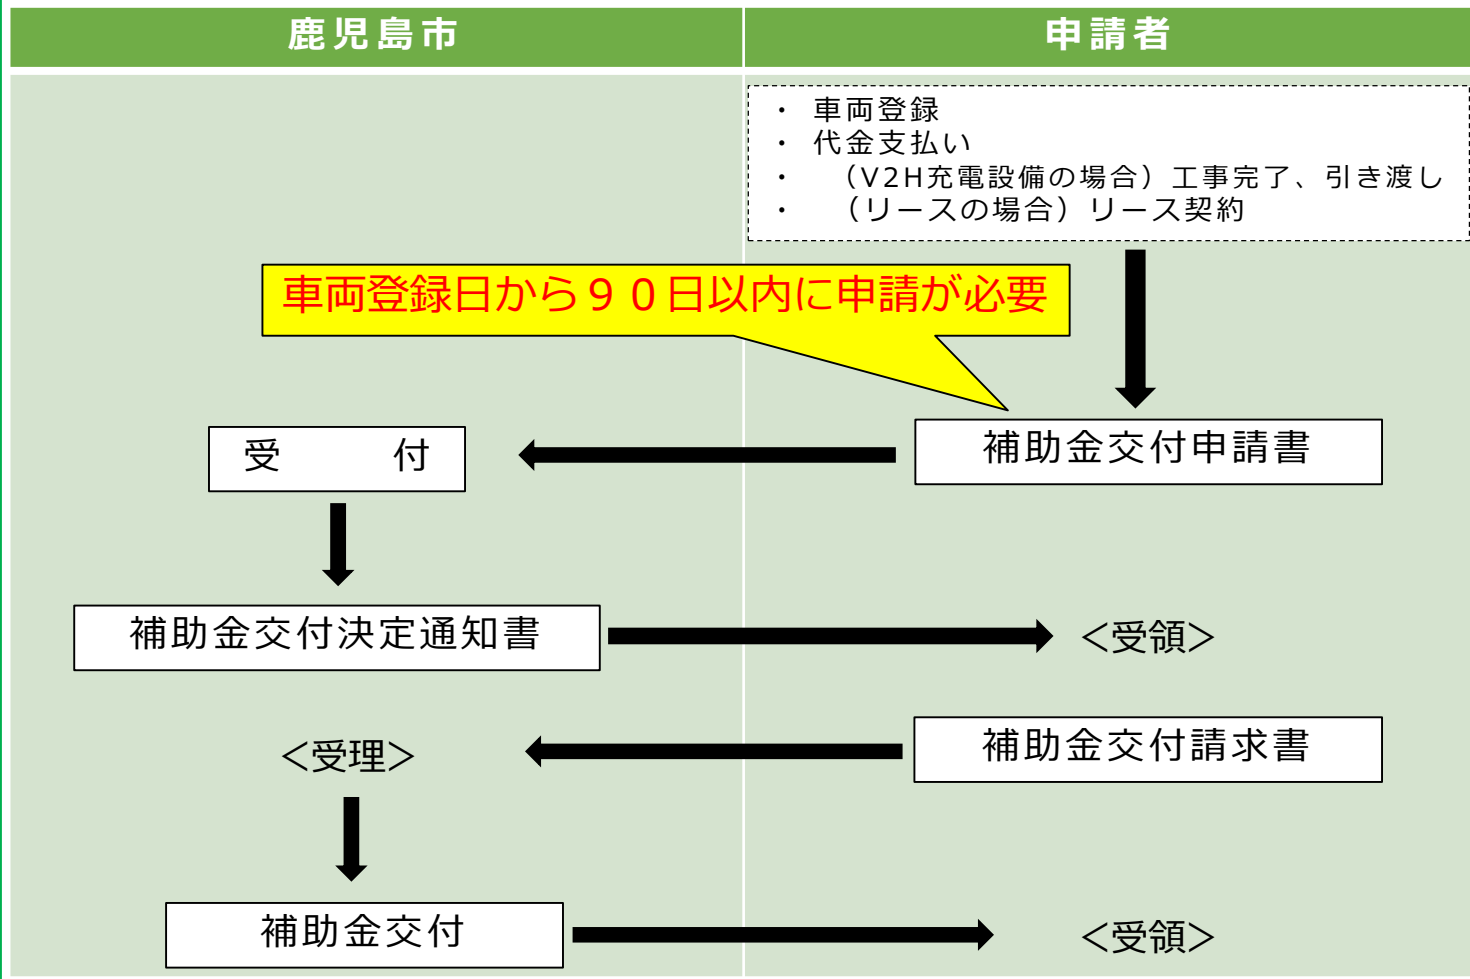 鹿児島市
申請者
・ 車両登録
・ 代金支払い
・ （V2H充電設備の場合）工事完了、引き渡し
・ （リースの場合）リース契約
車両登録日から９０日以内に申請が必要
補助金交付申請書
受　　付
補助金交付決定通知書
＜受領＞
補助金交付請求書
＜受理＞
補助金交付
＜受領＞